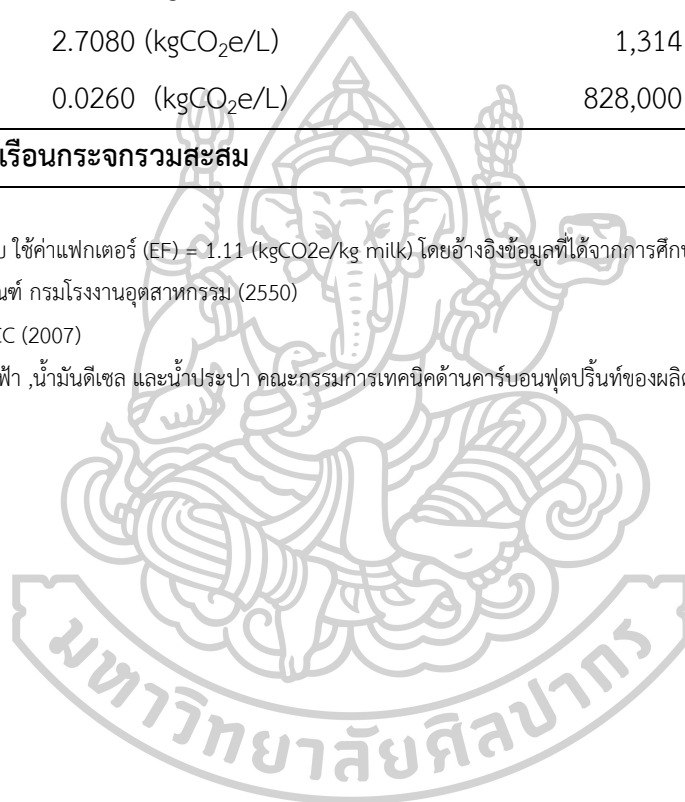 2.7080 (kgCO₂e/L) 1,314
0.0260 (kgCO₂e/L) 828,000
เรือนกระจกรวมสะสม
ใช้ค่าแฟกเตอร์ (EF) = 1.11 (kgCO2e/kg milk) โดยอ้างอิงข้อมูลที่ได้จากการศึก
กรมโรงงานอุตสาหกรรม (2550)
(2007)
,น้ำมันดีเซล และน้ำประปา คณะกรรมการเทคนิคด้านคาร์บอนฟุตปริ้นท์ของผลิต
มหาวิทยาลัยศิลปากร